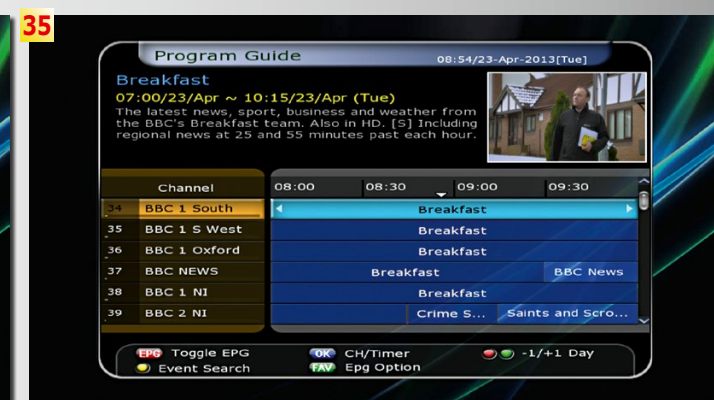 35
Program Guide
08:54/23-Apr-2013[Tue]
Breakfast
07:00/23/Apr ~ 10:15/23/Apr (Tue)
The latest news, sport, business and weather from
the BBC's Breakfast team. Also in HD. [S] Including
regional news at 25 and 55 minutes past each hour.
Channel 08:00 08:30 09:00 09:30
34 BBC 1 South Breakfast
35 BBC 1 S West Breakfast
36 BBC 1 Oxford Breakfast
37 BBC NEWS Breakfast BBC News
38 BBC 1 NI Breakfast
39 BBC 2 NI Crime S... Saints and Scro...
EPG Toggle EPG OK CH/Timer -1/+1 Day
Event Search FAV Epg Option